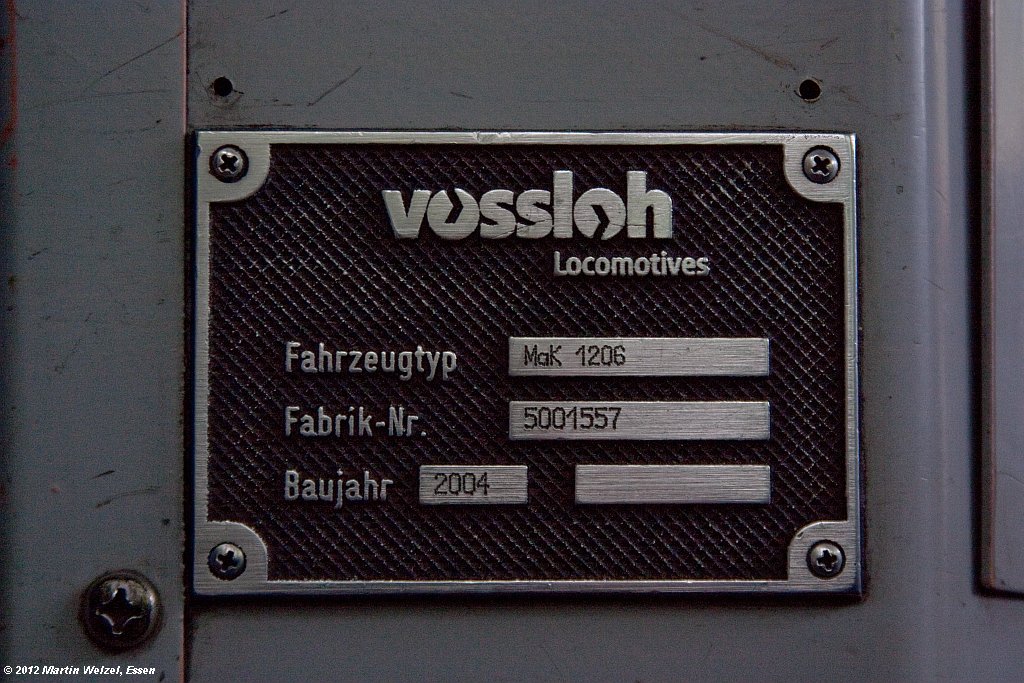 vossloh
Locomotives
Fahrzeugtyp MaK 1206
Fabrik-Nr. 5001557
Baujahr 2004
© 2012 Martin Welzel, Essen